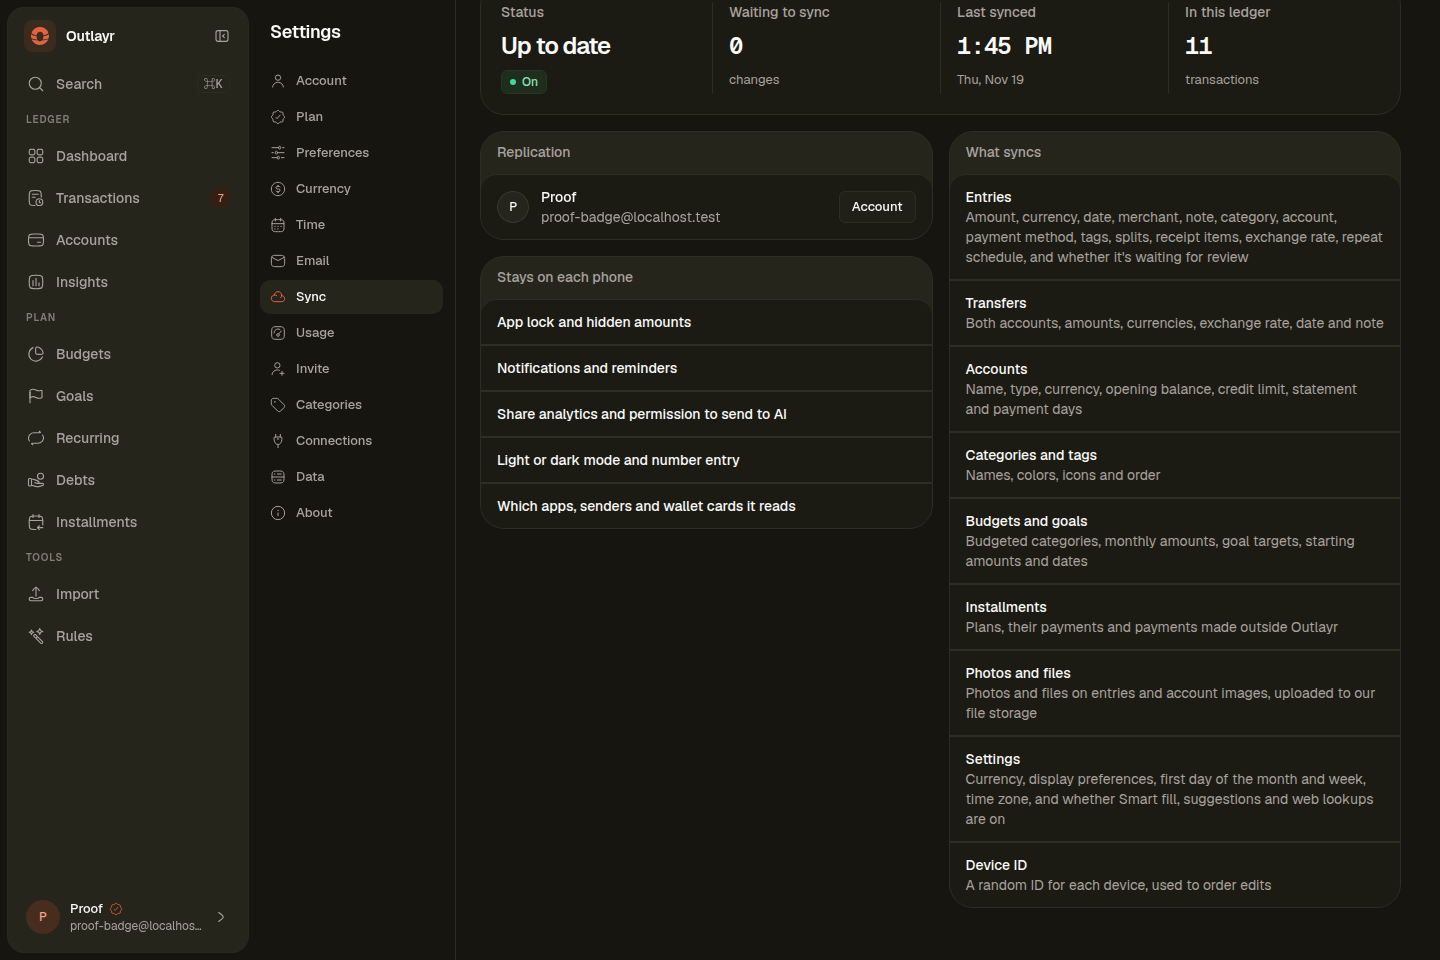 Outlayr
Search
⌘K
LEDGER
Dashboard
Transactions
7
Accounts
Insights
PLAN
Budgets
Goals
Recurring
Debts
Installments
TOOLS
Import
Rules
P
Proof
proof-badge@localhos…
Settings
Account
Plan
Preferences
Currency
Time
Email
Sync
Usage
Invite
Categories
Connections
Data
About
Status
Up to date
On
Waiting to sync
0
changes
Last synced
1:45 PM
Thu, Nov 19
In this ledger
11
transactions
Replication
P
Proof
proof-badge@localhost.test
Account
Stays on each phone
App lock and hidden amounts
Notifications and reminders
Share analytics and permission to send to AI
Light or dark mode and number entry
Which apps, senders and wallet cards it reads
What syncs
Entries
Amount, currency, date, merchant, note, category, account,
payment method, tags, splits, receipt items, exchange rate, repeat
schedule, and whether it's waiting for review
Transfers
Both accounts, amounts, currencies, exchange rate, date and note
Accounts
Name, type, currency, opening balance, credit limit, statement
and payment days
Categories and tags
Names, colors, icons and order
Budgets and goals
Budgeted categories, monthly amounts, goal targets, starting
amounts and dates
Installments
Plans, their payments and payments made outside Outlayr
Photos and files
Photos and files on entries and account images, uploaded to our
file storage
Settings
Currency, display preferences, first day of the month and week,
time zone, and whether Smart fill, suggestions and web lookups
are on
Device ID
A random ID for each device, used to order edits